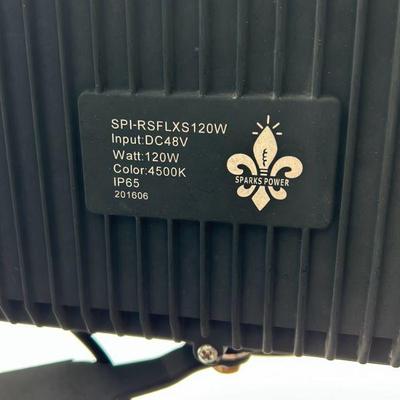 SPI-RSFLXS120W
Input:DC48V
Watt:120W
Color:4500K
IP65
201606
SPARKS POWER